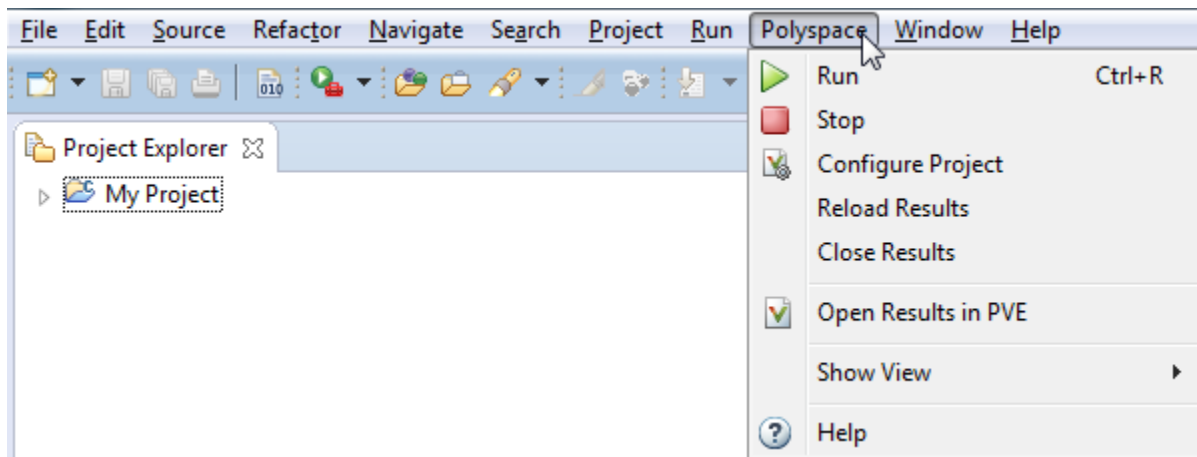 File Edit Source Refactor Navigate Search Project Run Polyspace Window Help
010
Project Explorer
My Project
Run Ctrl+R
Stop
Configure Project
Reload Results
Close Results
Open Results in PVE
Show View
Help